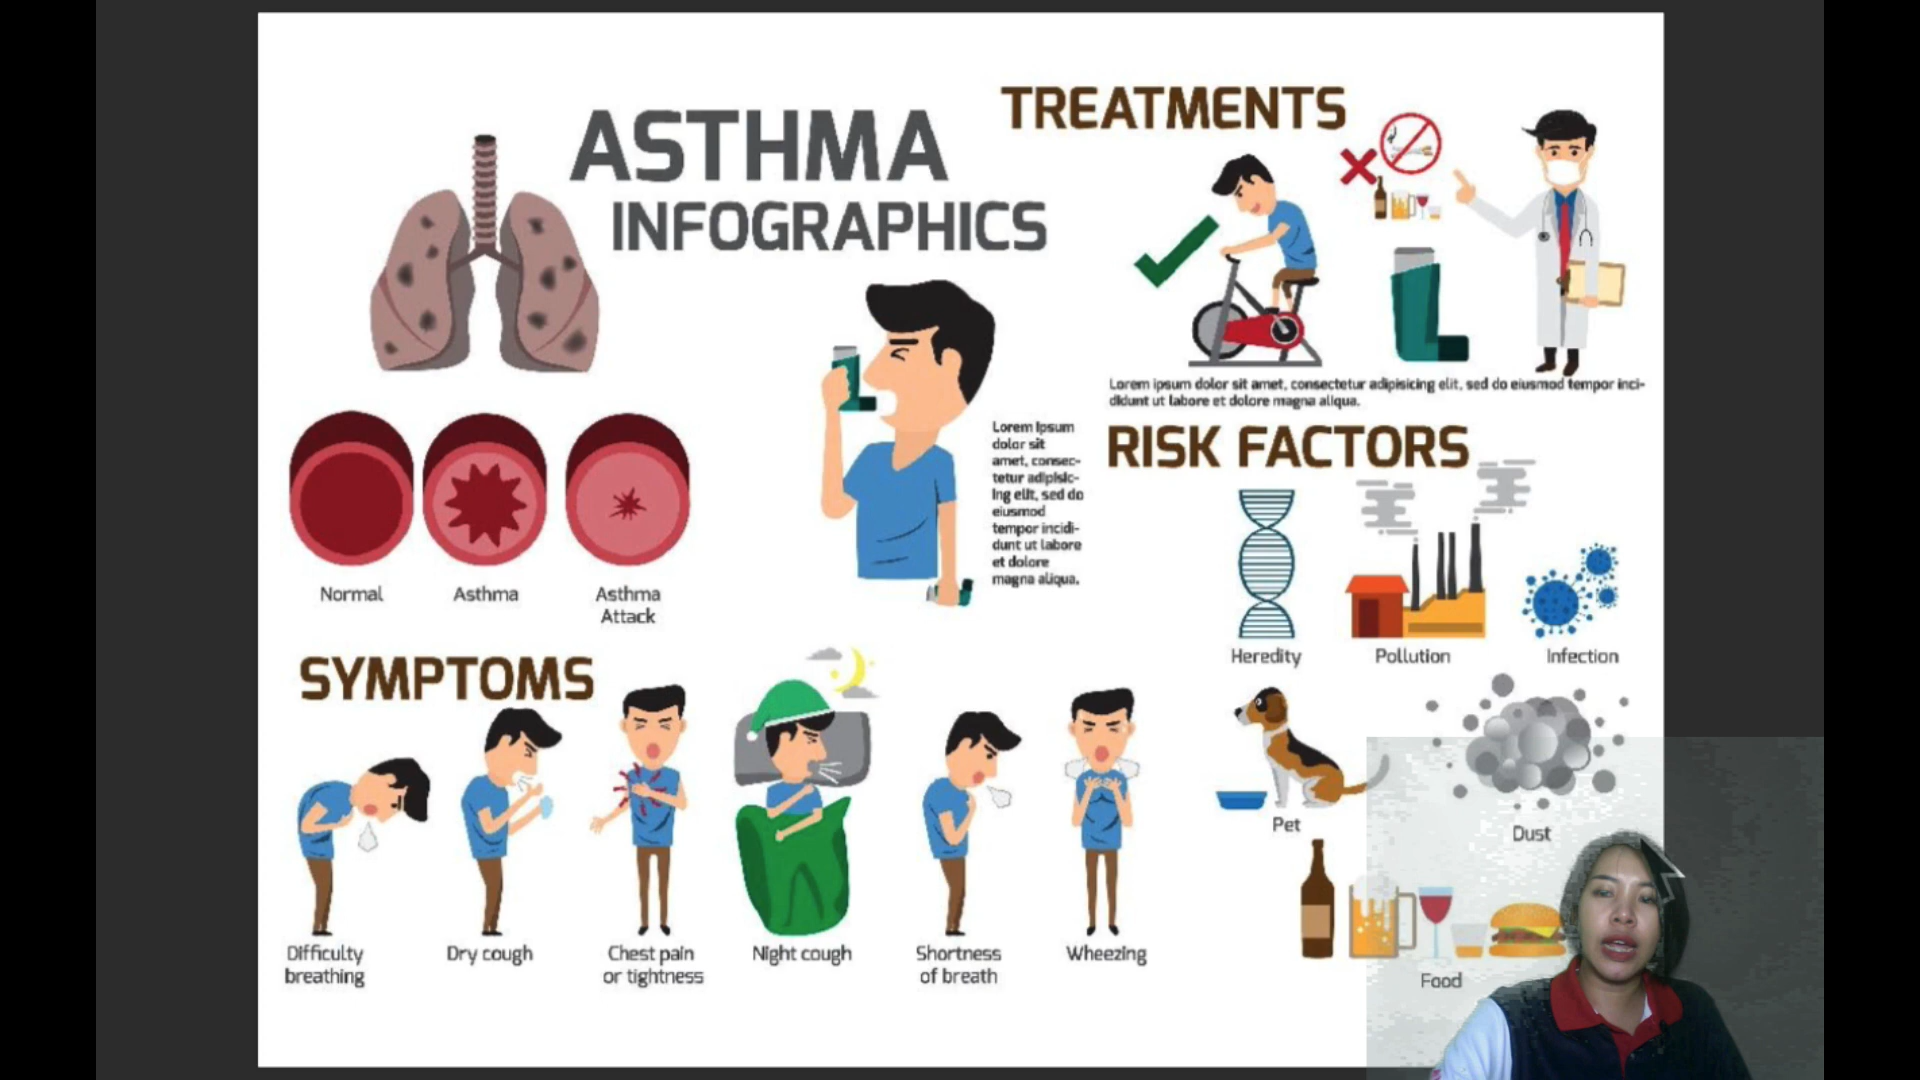 ASTHMA
INFOGRAPHICS
Normal
Asthma
Asthma
Attack
Lorem Ipsum
dolor sit
amet, consec-
tetur adipisic-
ing elit, sed do
eiusmod
tempor incidi-
dunt ut labore
et dolore
magna aliqua.
TREATMENTS
Lorem ipsum dolor sit amet, consectetur adipisicing elit, sed do eiusmod tempor inci-
didunt ut labore et dolore magna aliqua.
RISK FACTORS
Heredity
Pollution
Infection
Pet
Dust
Food
SYMPTOMS
Difficulty
breathing
Dry cough
Chest pain
or tightness
Night cough
Shortness
of breath
Wheezing